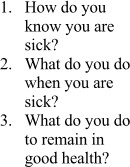 1. How do you
know you are
sick?
2. What do you do
when you are
sick?
3. What do you do
to remain in
good health?